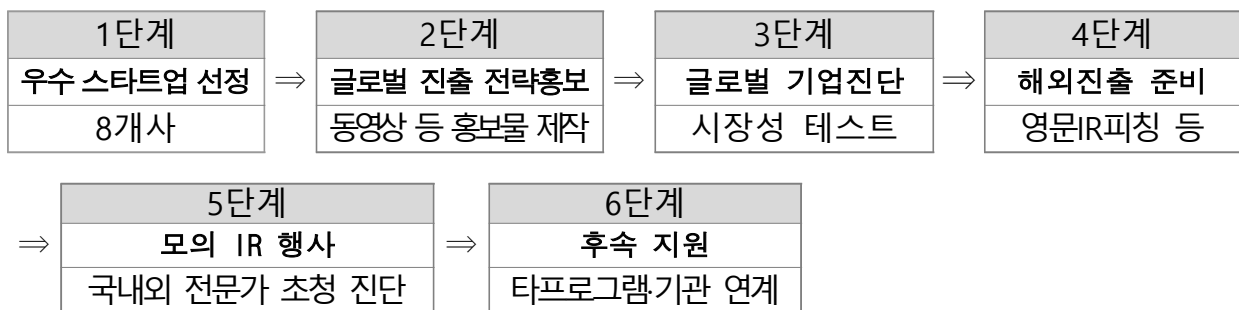 1단계
우수 스타트업 선정
8개사
⇒
2단계
글로벌 진출 전략홍보
동영상 등 홍보물 제작
⇒
3단계
글로벌 기업진단
시장성 테스트
⇒
4단계
해외진출 준비
영문IR피칭 등
⇒
5단계
모의 IR 행사
국내외 전문가 초청 진단
⇒
6단계
후속 지원
타프로그램·기관 연계